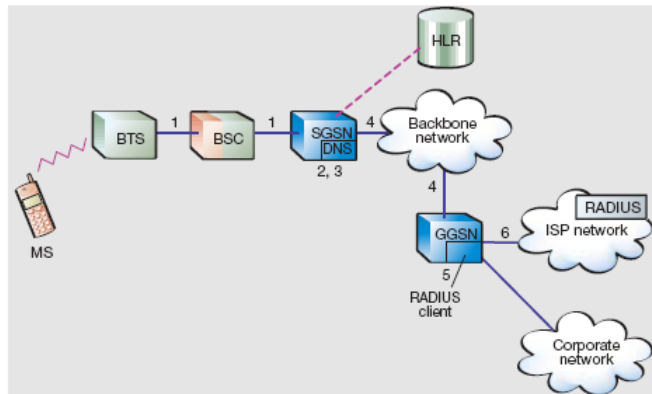 HLR
1
1
4
BTS
BSC
SGSN
DNS
Backbone
network
2, 3
4
MS
RADIUS
GGSN
6
ISP network
5
RADIUS
client
Corporate
network